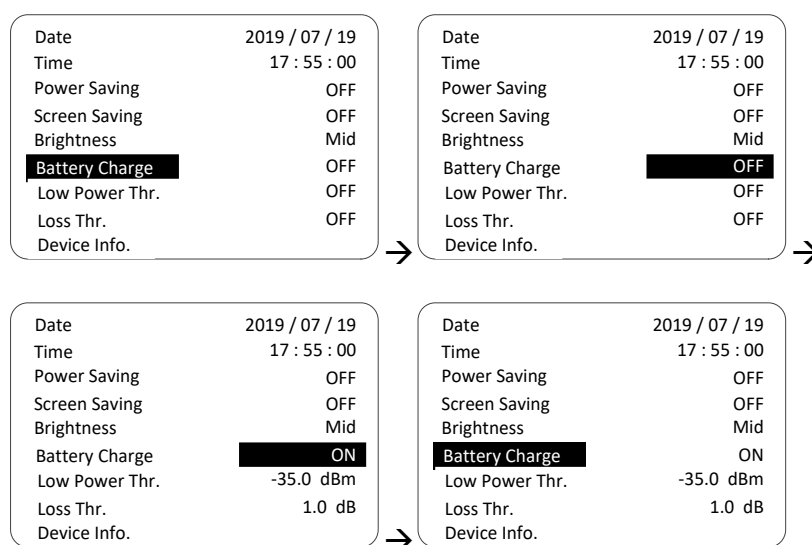 Date 2019 / 07 / 19
Time 17 : 55 : 00
Power Saving OFF
Screen Saving OFF
Brightness Mid
Battery Charge OFF
Low Power Thr. OFF
Loss Thr. OFF
Device Info.
→
Date 2019 / 07 / 19
Time 17 : 55 : 00
Power Saving OFF
Screen Saving OFF
Brightness Mid
Battery Charge OFF
Low Power Thr. OFF
Loss Thr. OFF
Device Info.
→
Date 2019 / 07 / 19
Time 17 : 55 : 00
Power Saving OFF
Screen Saving OFF
Brightness Mid
Battery Charge ON
Low Power Thr. -35.0 dBm
Loss Thr. 1.0 dB
Device Info.
→
Date 2019 / 07 / 19
Time 17 : 55 : 00
Power Saving OFF
Screen Saving OFF
Brightness Mid
Battery Charge ON
Low Power Thr. -35.0 dBm
Loss Thr. 1.0 dB
Device Info.